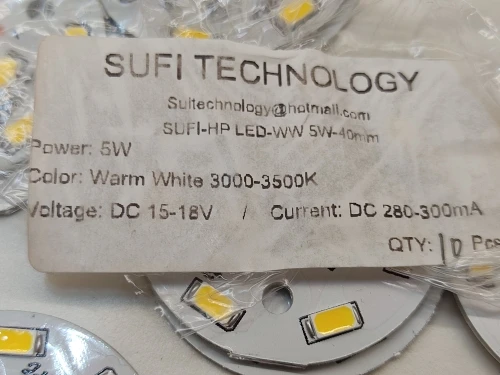 SUFI TECHNOLOGY
Sufitechnology@hotmail.com
SUFI-HP LED-WW 5W-40mm
Power: 5W
Color: Warm White 3000-3500K
Voltage: DC 15-18V / Current: DC 280-300mA
QTY: 10 Pcs